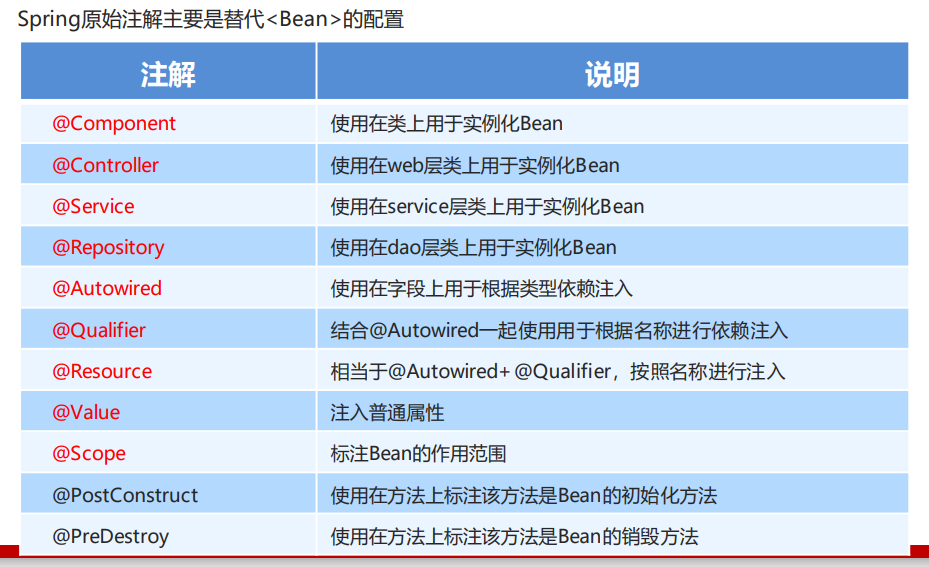 Spring原始注解主要是替代<Bean>的配置
注解 说明
@Component 使用在类上用于实例化Bean
@Controller 使用在web层类上用于实例化Bean
@Service 使用在service层类上用于实例化Bean
@Repository 使用在dao层类上用于实例化Bean
@Autowired 使用在字段上用于根据类型依赖注入
@Qualifier 结合@Autowired一起使用用于根据名称进行依赖注入
@Resource 相当于@Autowired+@Qualifier，按照名称进行注入
@Value 注入普通属性
@Scope 标注Bean的作用范围
@PostConstruct 使用在方法上标注该方法是Bean的初始化方法
@PreDestroy 使用在方法上标注该方法是Bean的销毁方法